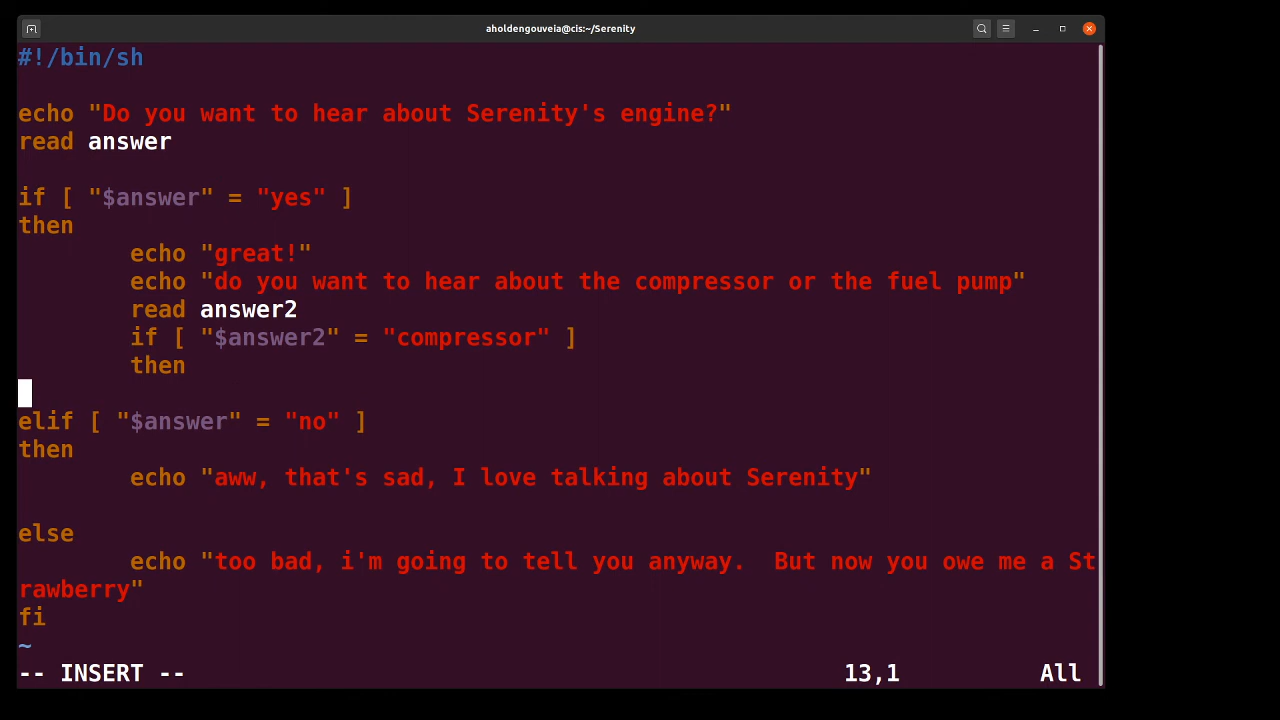 aholdengouveia@cis:~/Serenity
#!/bin/sh
echo "Do you want to hear about Serenity's engine?"
read answer
if [ "$answer" = "yes" ]
then
echo "great!"
echo "do you want to hear about the compressor or the fuel pump"
read answer2
if [ "$answer2" = "compressor" ]
then
elif [ "$answer" = "no" ]
then
echo "aww, that's sad, I love talking about Serenity"
else
echo "too bad, i'm going to tell you anyway.  But now you owe me a St
rawberry"
fi
~
-- INSERT -- 13,1 All